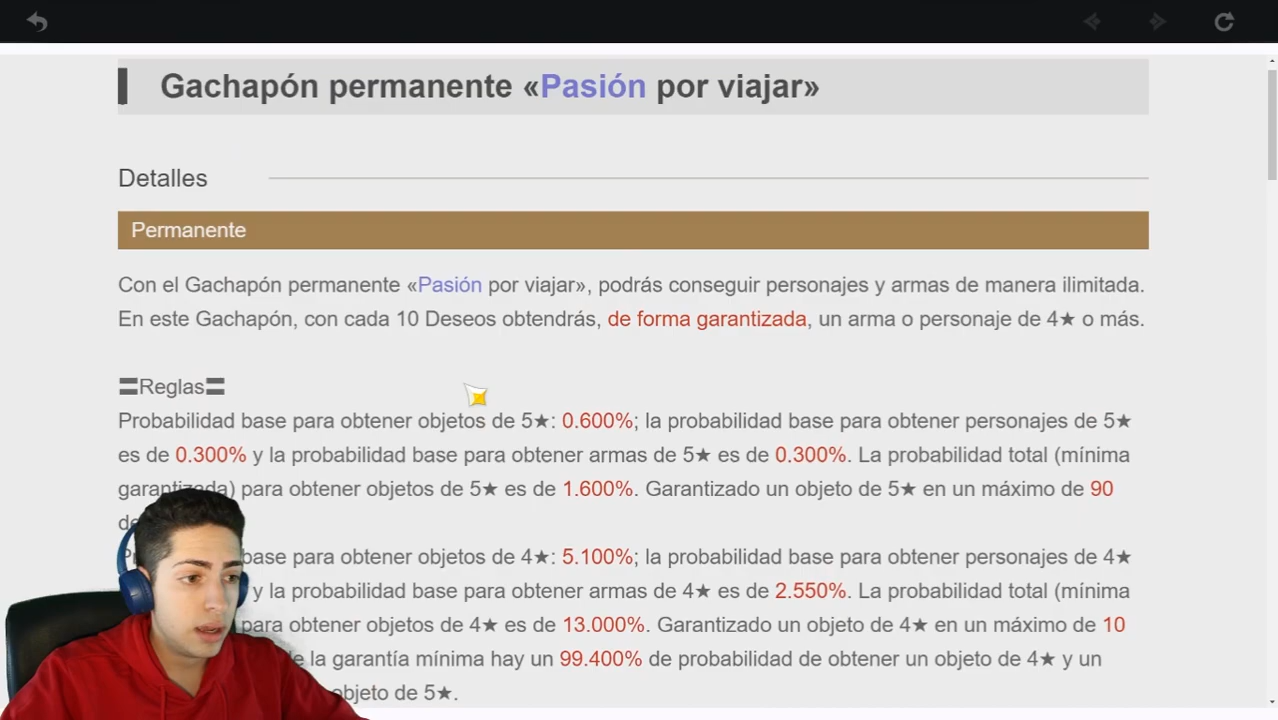 Gachapón permanente «Pasión por viajar»
Detalles
Permanente
Con el Gachapón permanente «Pasión por viajar», podrás conseguir personajes y armas de manera ilimitada.
En este Gachapón, con cada 10 Deseos obtendrás, de forma garantizada, un arma o personaje de 4★ o más.
〓Reglas〓
Probabilidad base para obtener objetos de 5★: 0.600%; la probabilidad base para obtener personajes de 5★
es de 0.300% y la probabilidad base para obtener armas de 5★ es de 0.300%. La probabilidad total (mínima
garantizada) para obtener objetos de 5★ es de 1.600%. Garantizado un objeto de 5★ en un máximo de 90
base para obtener objetos de 4★: 5.100%; la probabilidad base para obtener personajes de 4★
y la probabilidad base para obtener armas de 4★ es de 2.550%. La probabilidad total (mínima
para obtener objetos de 4★ es de 13.000%. Garantizado un objeto de 4★ en un máximo de 10
la garantía mínima hay un 99.400% de probabilidad de obtener un objeto de 4★ y un
objeto de 5★.